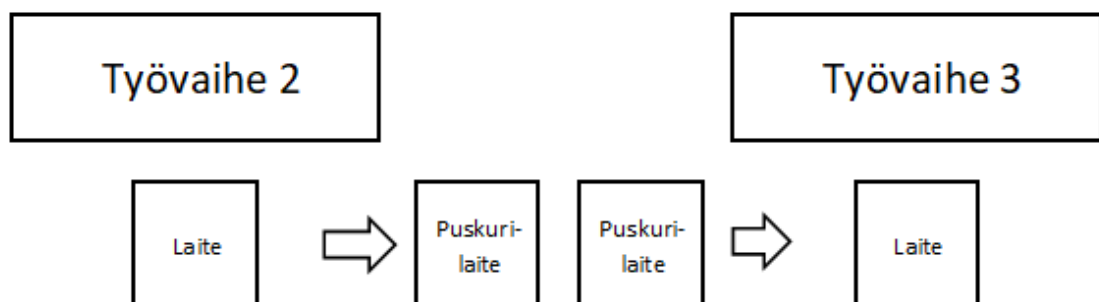 Työvaihe 2
Työvaihe 3
Laite
Puskuri-
laite
Puskuri-
laite
Laite